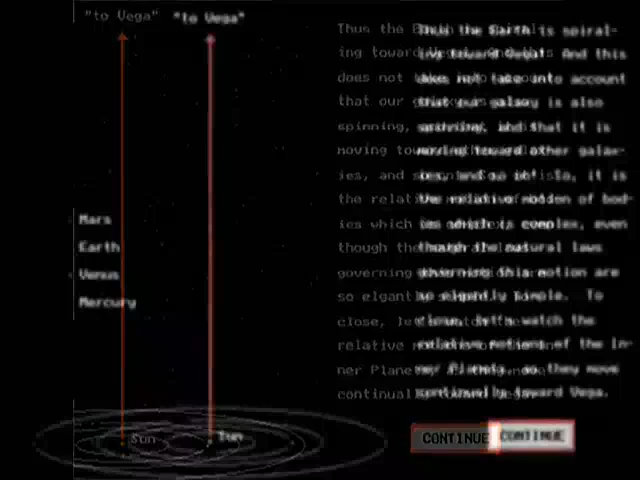 "to Vega" "to Vega"
Thus the Earth is spiral-
ing toward Vega! And this
does not take into account
that our galaxy is also
spinning, and that it is
moving toward other galax-
ies, and so it is
the relative motion of bod-
ies which is complex, even
though the natural laws
governing this motion are
so elgantly simple. To
close, let's watch the
relative motions of the In-
ner Planets, as they move
continually toward Vega.
Mars
Earth
Venus
Mercury
Sun Sun
CONTINUE CONTINUE